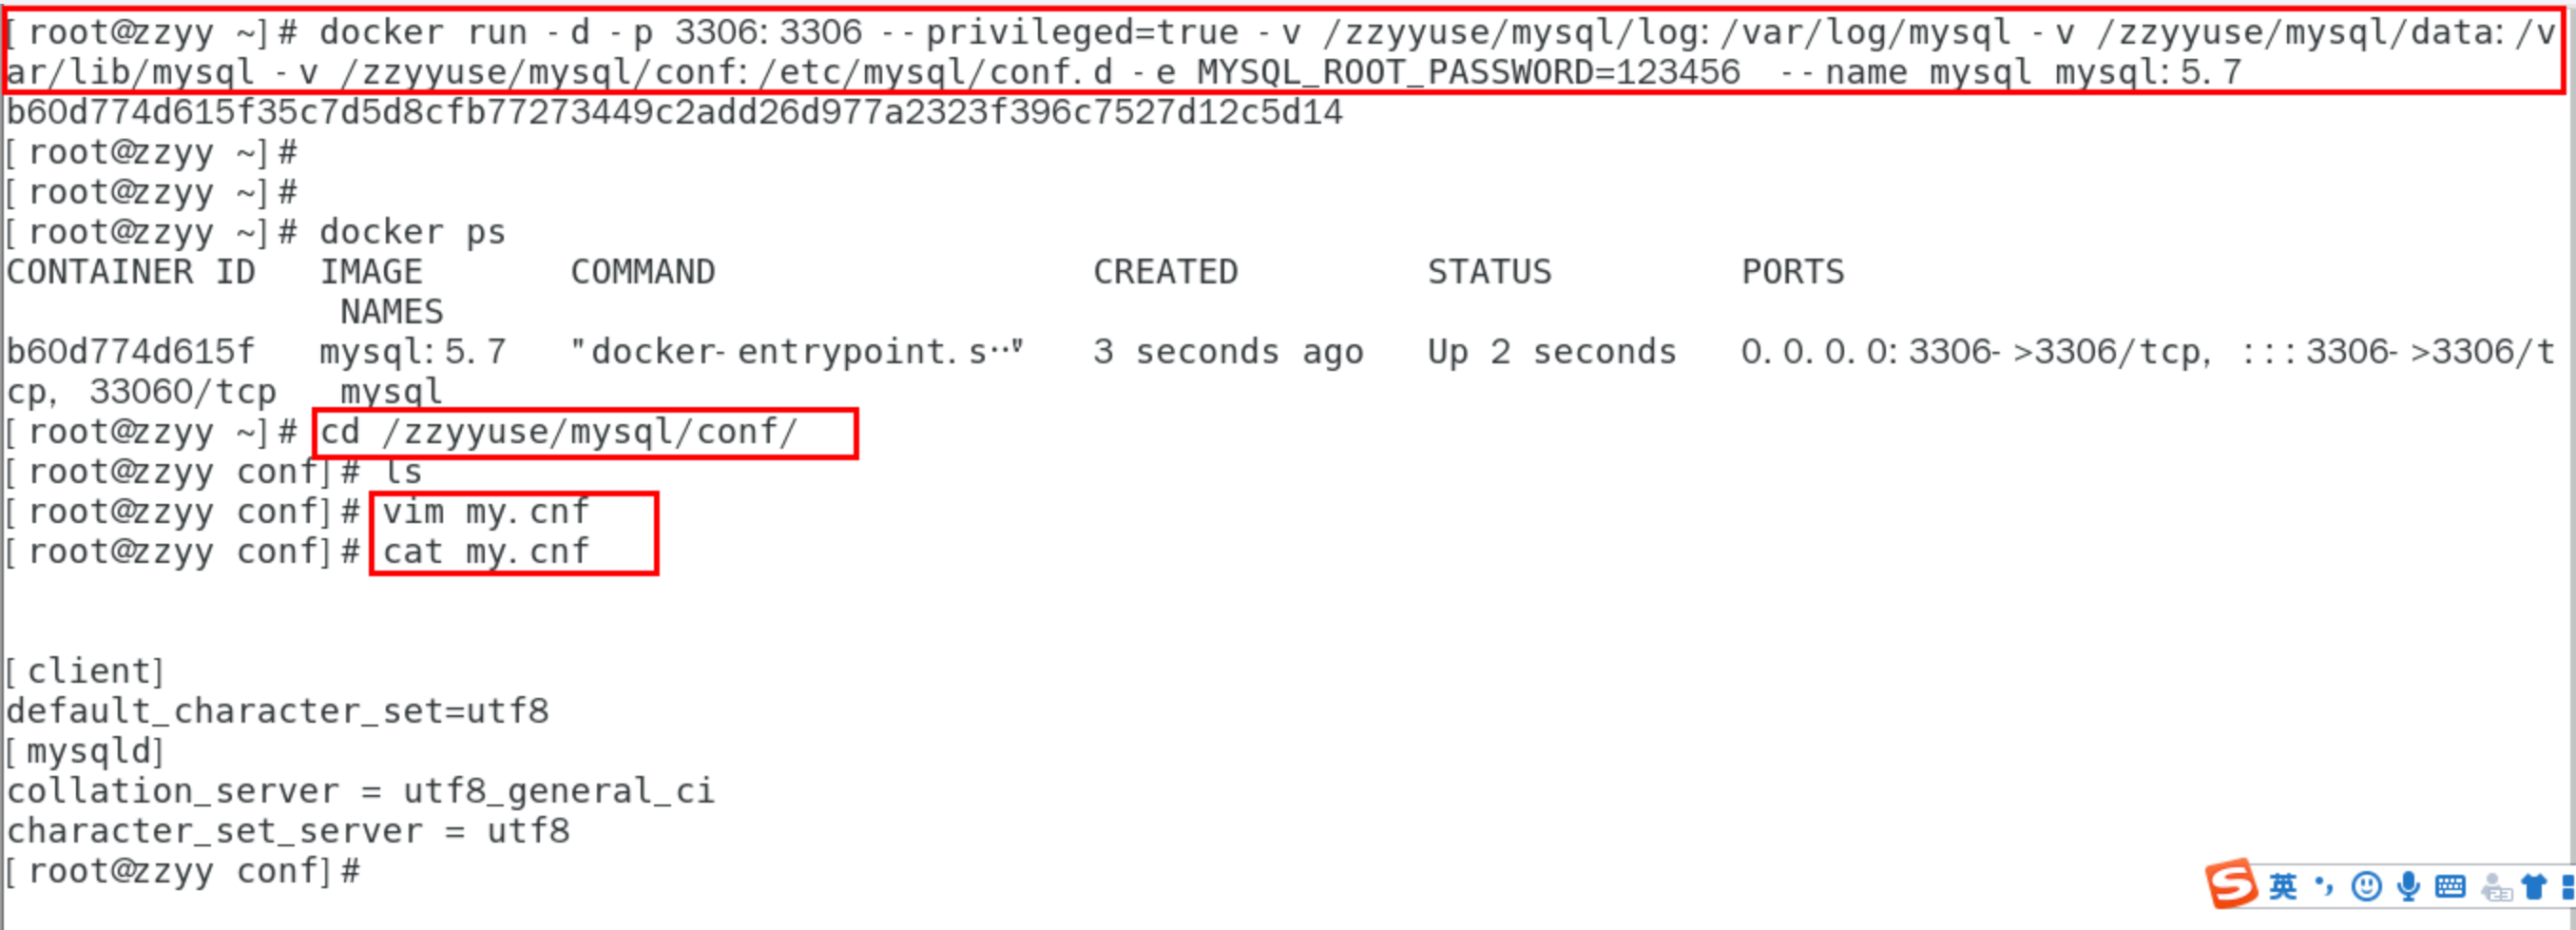 [root@zzyy ~]# docker run -d -p 3306:3306 --privileged=true -v /zzyyuse/mysql/log:/var/log/mysql -v /zzyyuse/mysql/data:/v
ar/lib/mysql -v /zzyyuse/mysql/conf:/etc/mysql/conf.d -e MYSQL_ROOT_PASSWORD=123456  --name mysql mysql:5.7
b60d774d615f35c7d5d8cfb77273449c2add26d977a2323f396c7527d12c5d14
[root@zzyy ~]#
[root@zzyy ~]#
[root@zzyy ~]# docker ps
CONTAINER ID   IMAGE       COMMAND                  CREATED         STATUS         PORTS
                NAMES
b60d774d615f   mysql:5.7   "docker-entrypoint.s…"   3 seconds ago   Up 2 seconds   0.0.0.0:3306->3306/tcp, :::3306->3306/t
cp, 33060/tcp   mysql
[root@zzyy ~]# cd /zzyyuse/mysql/conf/
[root@zzyy conf]# ls
[root@zzyy conf]# vim my.cnf
[root@zzyy conf]# cat my.cnf
[client]
default_character_set=utf8
[mysqld]
collation_server = utf8_general_ci
character_set_server = utf8
[root@zzyy conf]#
英